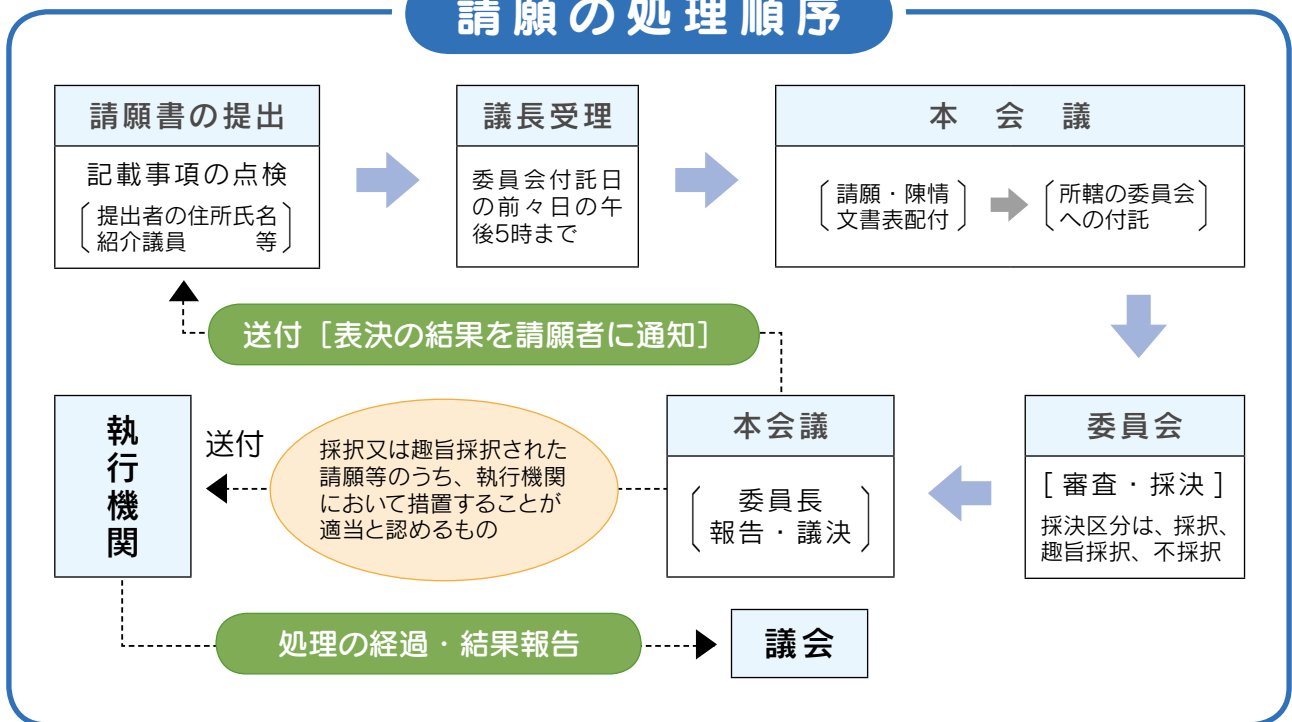 請願の処理順序
請願書の提出
記載事項の点検
提出者の住所氏名
紹介議員 等
議長受理
委員会付託日
の前々日の午
後5時まで
本会議
請願・陳情
文書表配付
所轄の委員会
への付託
送付［表決の結果を請願者に通知］
執行機関
送付
採択又は趣旨採択された
請願等のうち、執行機関
において措置することが
適当と認めるもの
本会議
委員長
報告・議決
委員会
［審査・採決］
採決区分は、採択、
趣旨採択、不採択
処理の経過・結果報告
議会